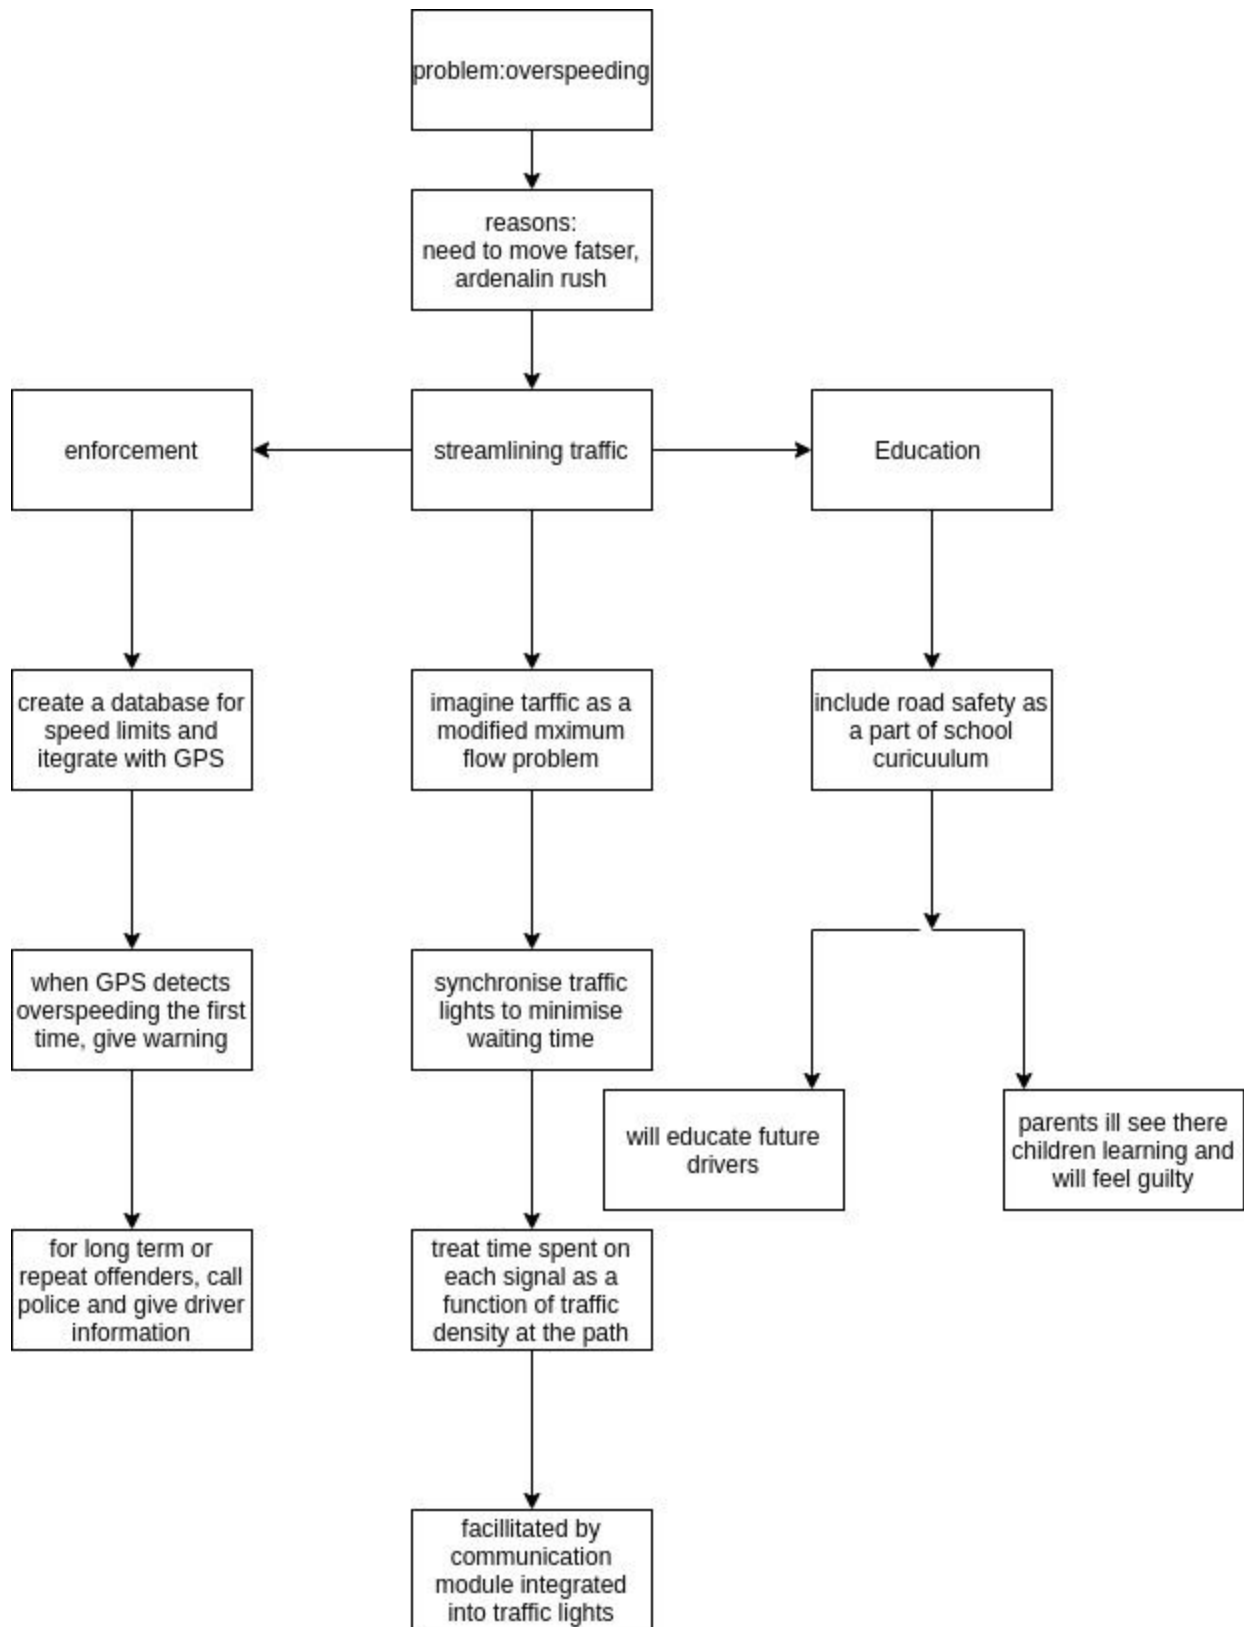 problem:overspeeding
reasons:
need to move fatser,
ardenalin rush
enforcement
streamlining traffic
Education
create a database for
speed limits and
itegrate with GPS
imagine tarffic as a
modified mximum
flow problem
include road safety as
a part of school
curicuulum
when GPS detects
overspeeding the first
time, give warning
synchronise traffic
lights to minimise
waiting time
will educate future
drivers
parents ill see there
children learning and
will feel guilty
for long term or
repeat offenders, call
police and give driver
information
treat time spent on
each signal as a
function of traffic
density at the path
facillitated by
communication
module integrated
into traffic lights